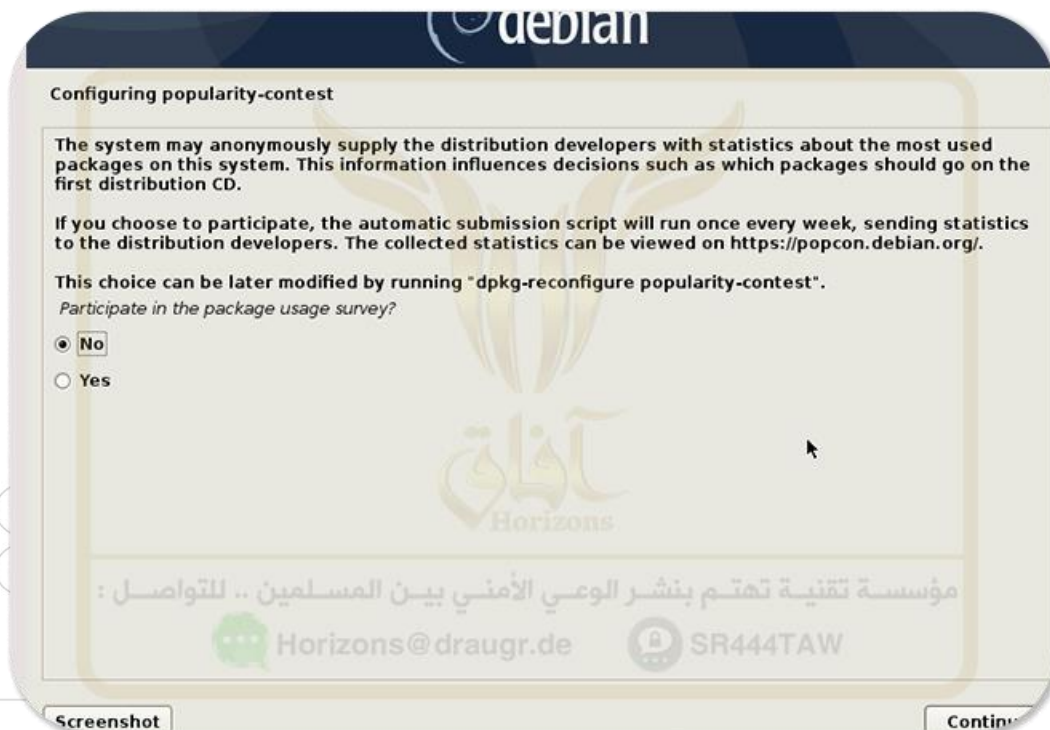 debian
Configuring popularity-contest
The system may anonymously supply the distribution developers with statistics about the most used
packages on this system. This information influences decisions such as which packages should go on the
first distribution CD.
If you choose to participate, the automatic submission script will run once every week, sending statistics
to the distribution developers. The collected statistics can be viewed on https://popcon.debian.org/.
This choice can be later modified by running "dpkg-reconfigure popularity-contest".
Participate in the package usage survey?
No
Yes
آفاق
Horizons
مؤسسة تقنية تهتم بنشر الوعي الأمني بين المسلمين .. للتواصل :
Horizons@draugr.de SR444TAW
Screenshot Continu